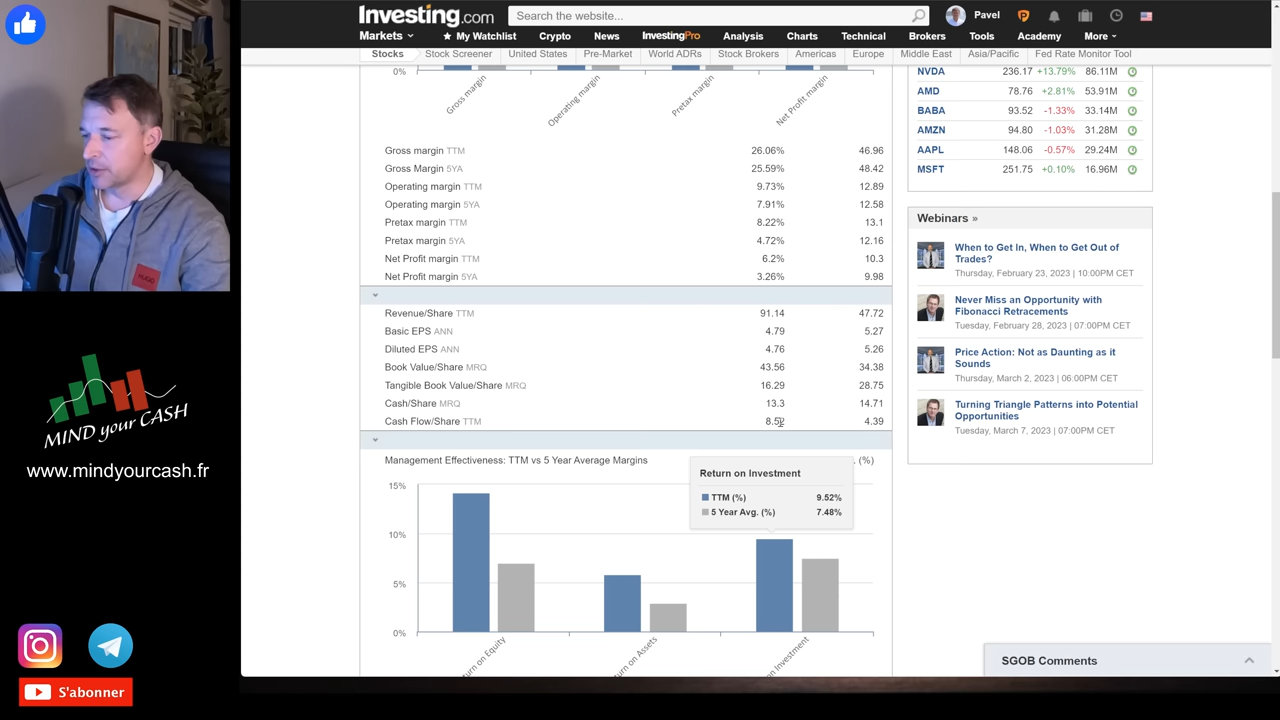 Investing.com
Search the website...
Pavel
Markets
My Watchlist
Crypto
News
InvestingPro
Analysis
Charts
Technical
Brokers
Tools
Academy
More
Stocks
Stock Screener
United States
Pre-Market
World ADRs
Stock Brokers
Americas
Europe
Middle East
Asia/Pacific
Fed Rate Monitor Tool
0%
Gross margin
Operating margin
Pretax margin
Net Profit margin
Gross margin TTM 26.06% 46.96
Gross Margin 5YA 25.59% 48.42
Operating margin TTM 9.73% 12.89
Operating margin 5YA 7.91% 12.58
Pretax margin TTM 8.22% 13.1
Pretax margin 5YA 4.72% 12.16
Net Profit margin TTM 6.2% 10.3
Net Profit margin 5YA 3.26% 9.98
Revenue/Share TTM 91.14 47.72
Basic EPS ANN 4.79 5.27
Diluted EPS ANN 4.76 5.26
Book Value/Share MRQ 43.56 34.38
Tangible Book Value/Share MRQ 16.29 28.75
Cash/Share MRQ 13.3 14.71
Cash Flow/Share TTM 8.52 4.39
Management Effectiveness: TTM vs 5 Year Average Margins
. (%)
Return on Investment
TTM (%) 9.52%
5 Year Avg. (%) 7.48%
15%
10%
5%
0%
turn on Equity
urn on Assets
on Investment
NVDA 236.17 +13.79% 86.11M
AMD 78.76 +2.81% 53.91M
BABA 93.52 -1.33% 33.14M
AMZN 94.80 -1.03% 31.28M
AAPL 148.06 -0.57% 29.24M
MSFT 251.75 +0.10% 16.96M
Webinars »
When to Get In, When to Get Out of
Trades?
Thursday, February 23, 2023 | 10:00PM CET
Never Miss an Opportunity with
Fibonacci Retracements
Tuesday, February 28, 2023 | 07:00PM CET
Price Action: Not as Daunting as it
Sounds
Thursday, March 2, 2023 | 06:00PM CET
Turning Triangle Patterns into Potential
Opportunities
Tuesday, March 7, 2023 | 07:00PM CET
SGOB Comments
HUGO
MIND your CASH
www.mindyourcash.fr
S'abonner